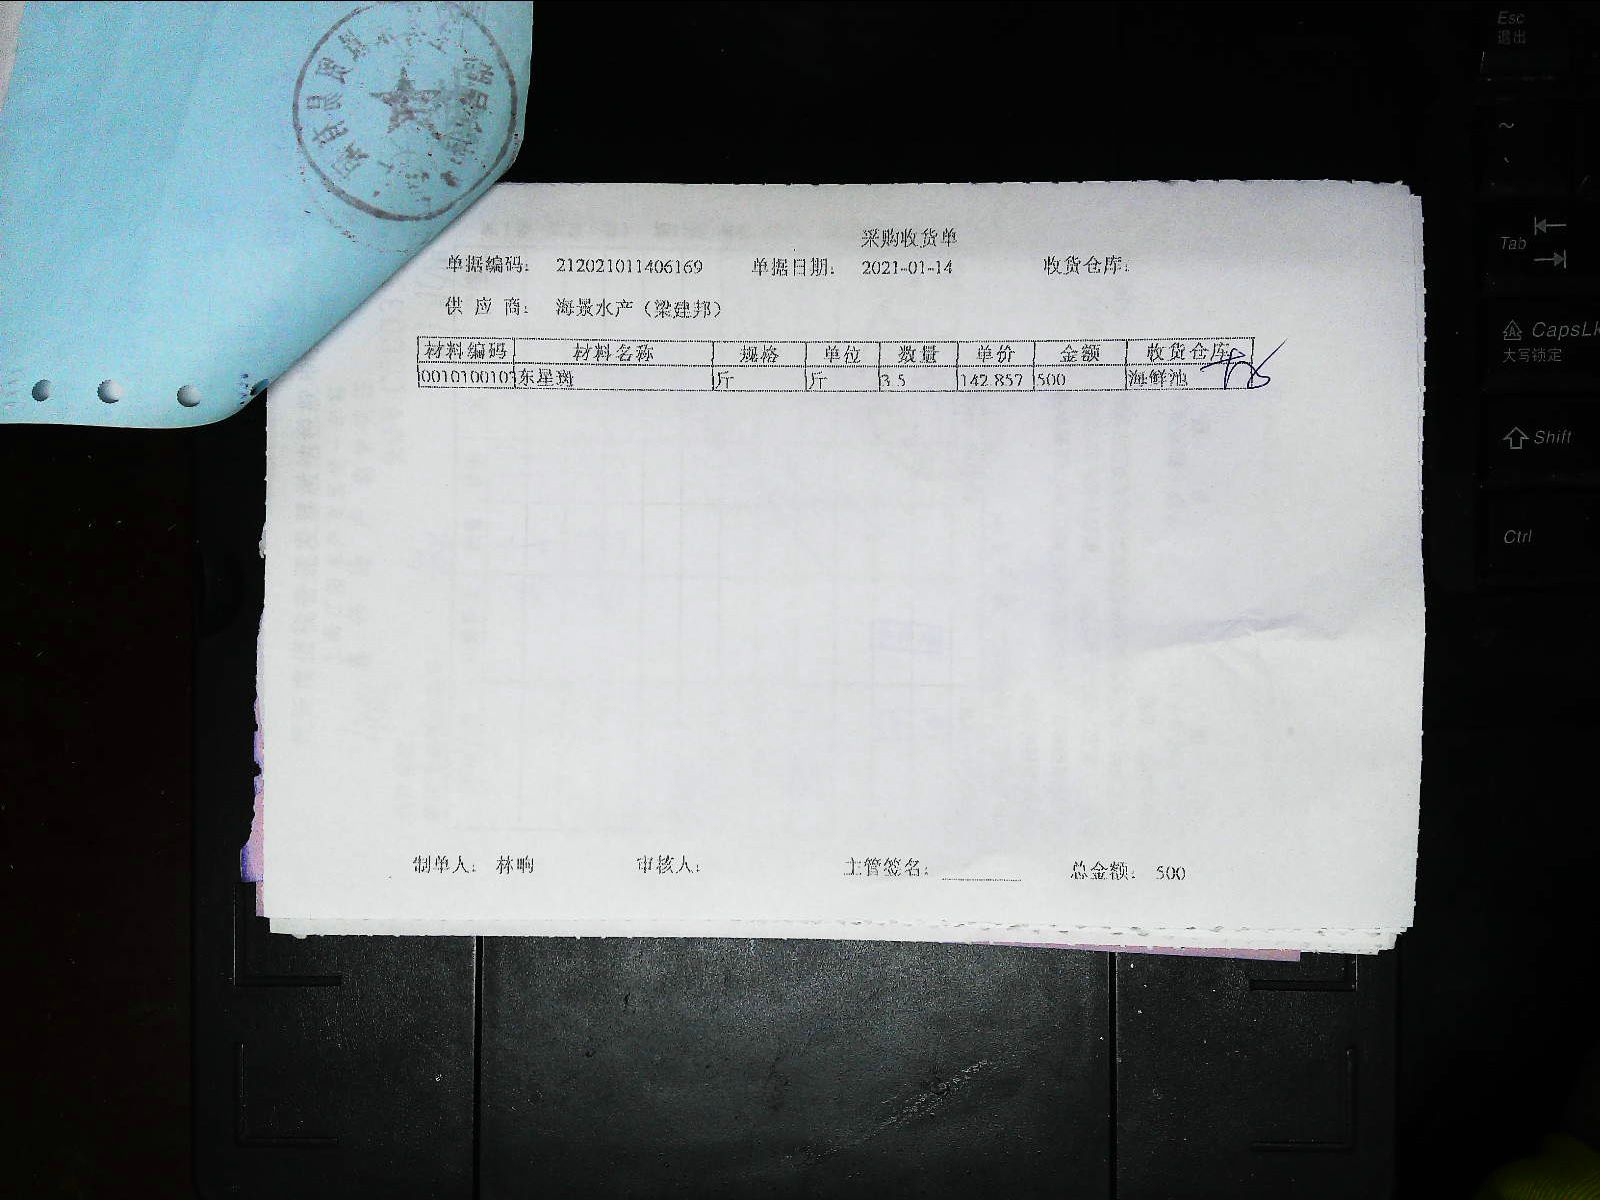 采购收货单
单据编码: 212021011406169 单据日期: 2021-01-14 收货仓库:
供应商: 海景水产（梁建邦）
材料编码 材料名称 规格 单位 数量 单价 金额 收货仓库
001010010 东星斑 斤 斤 3.5 142.857 500 海鲜池
制单人: 林晌 审核人: 主管签名: 总金额: 500
Esc
退出
~
Tab
CapsLk
大写锁定
Shift
Ctrl